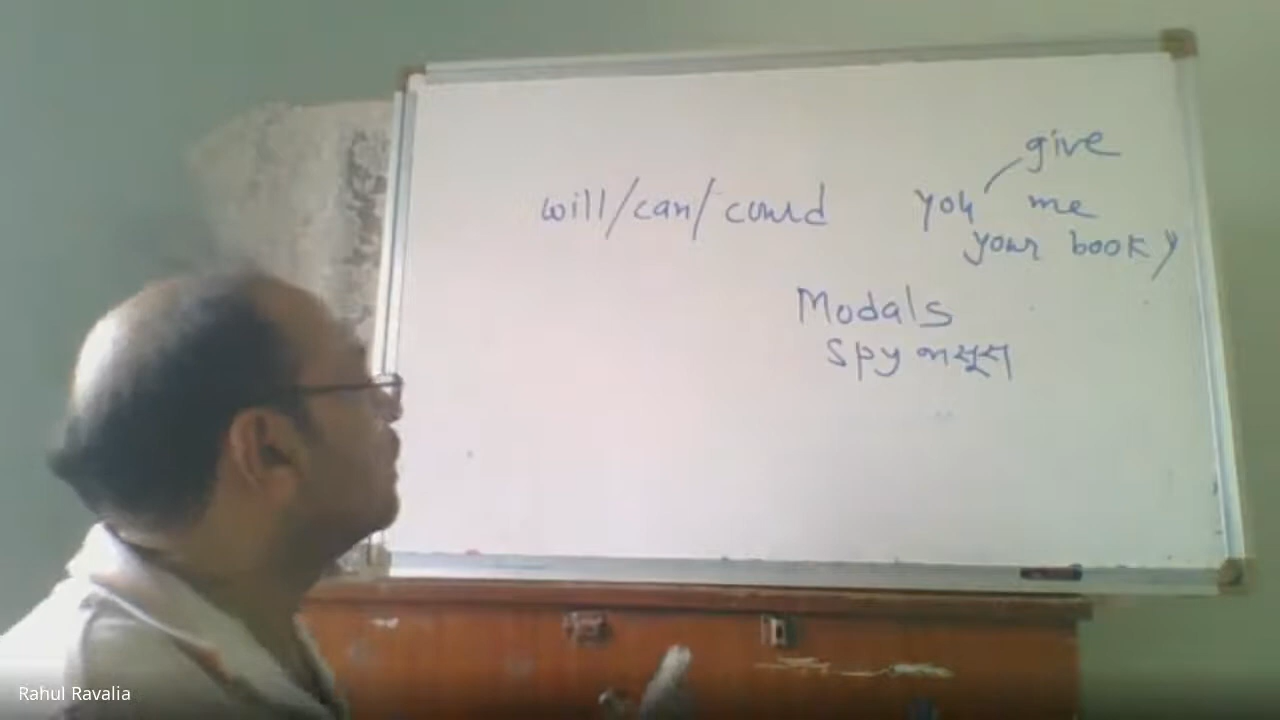 give
will/can/could you me
your book?
Modals
spy जासूस
Rahul Ravalia